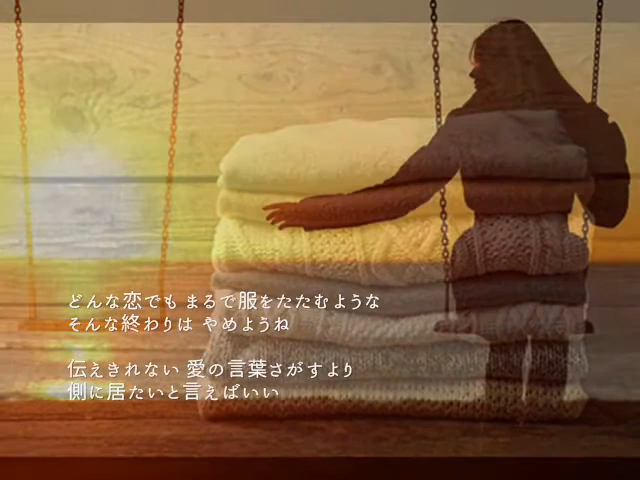 どんな恋でも まるで服をたたむような
そんな終わりは やめようね
伝えきれない 愛の言葉さがすより
側に居たいと言えばいい